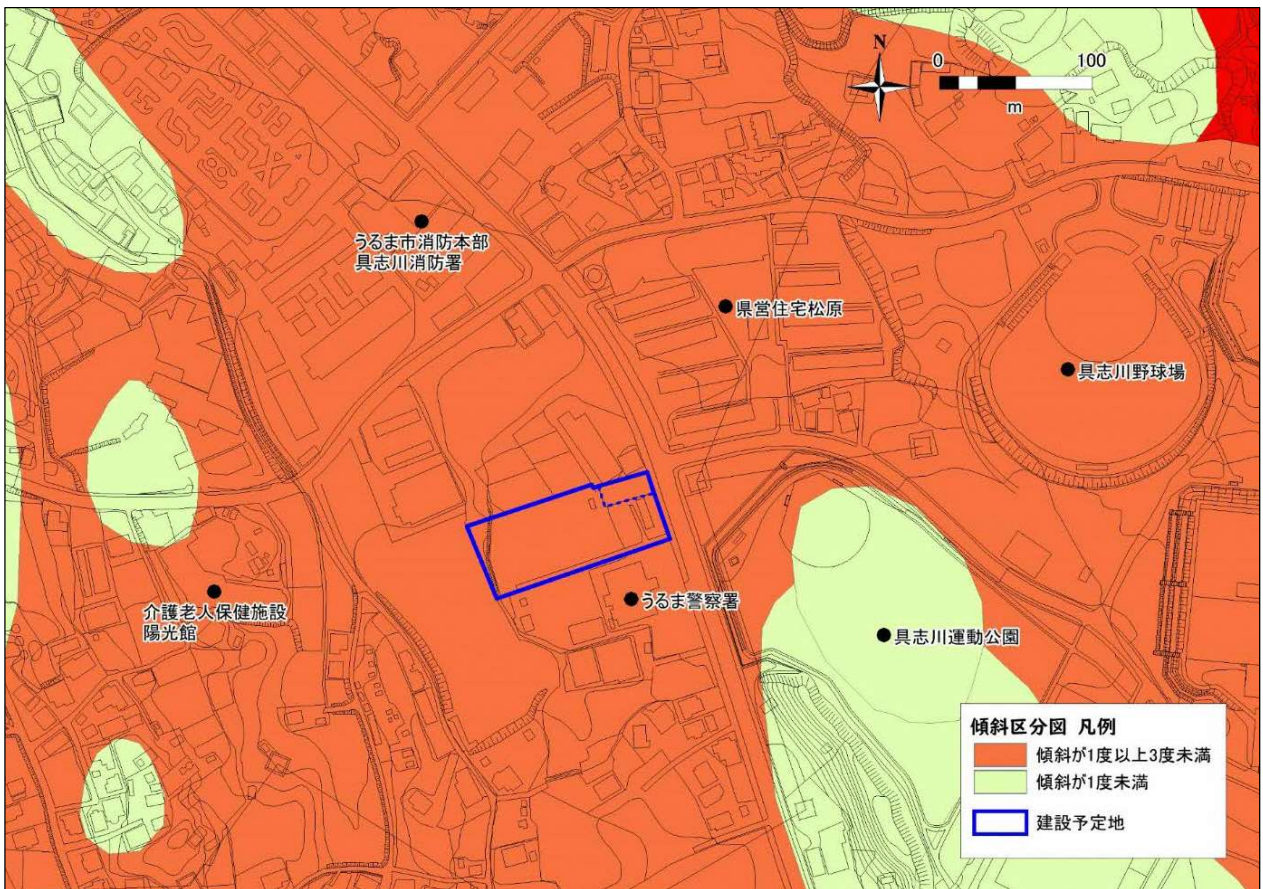 N
0 100
m
うるま市消防本部
具志川消防署
県営住宅松原
具志川野球場
介護老人保健施設
陽光館
うるま警察署
具志川運動公園
傾斜区分図 凡例
傾斜が1度以上3度未満
傾斜が1度未満
建設予定地